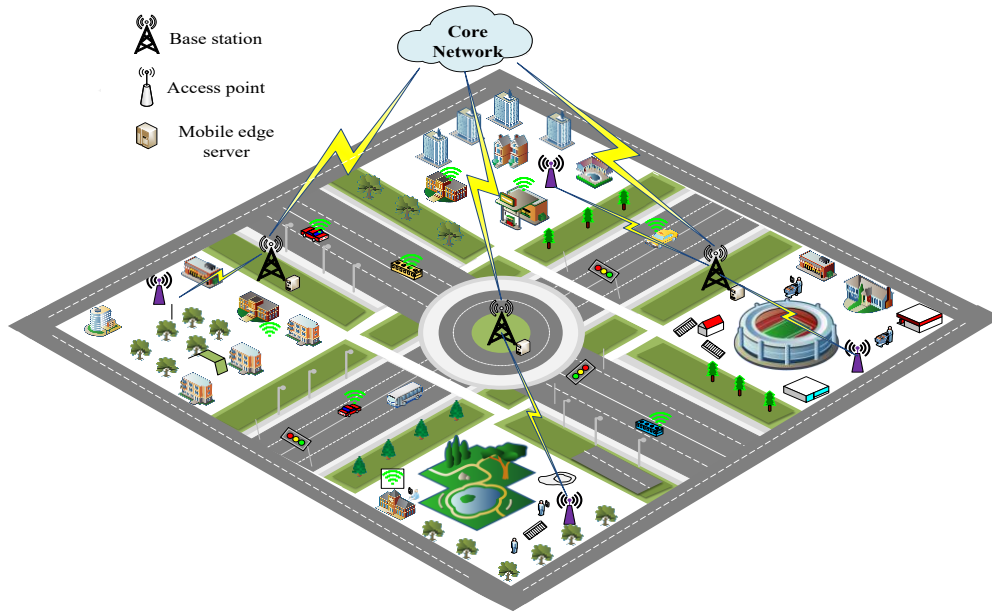 Core
Network
Base station
Access point
Mobile edge
server